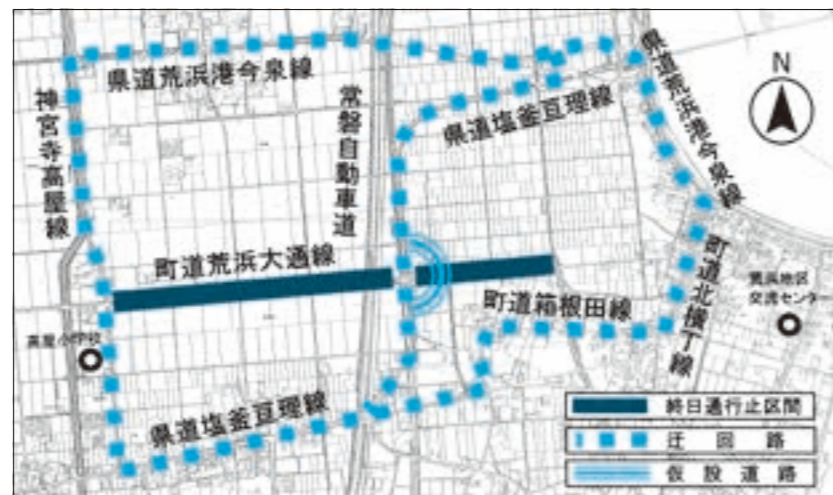 県道荒浜港今泉線
神宮寺高屋線
常磐自動車道
県道塩釜亘理線
県道荒浜港今泉線
N
町道荒浜大通線
町道箱根田線
町道北横丁線
荒浜地区
交流センター
高屋小学校
県道塩釜亘理線
終日通行止区間
迂回路
仮設道路